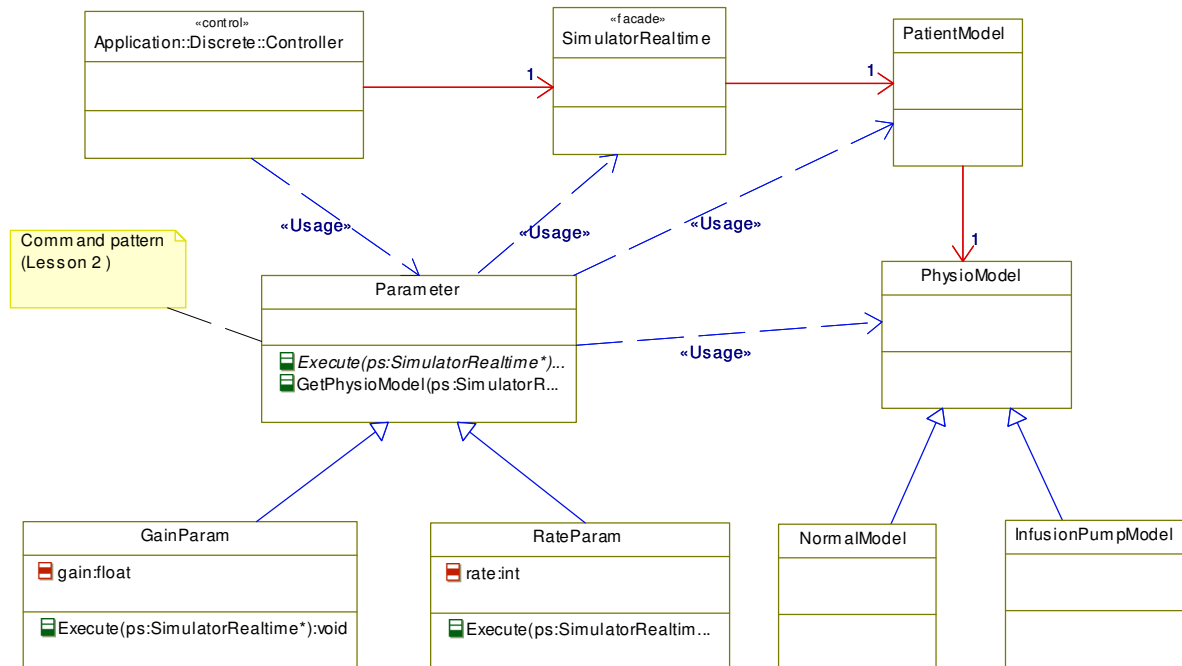 «control»
Application::Discrete::Controller
«facade»
SimulatorRealtime
PatientModel
1
1
«Usage»
«Usage»
«Usage»
1
Command pattern
(Lesson 2 )
Parameter
Execute(ps:SimulatorRealtime*)...
GetPhysioModel(ps:SimulatorR...
PhysioModel
«Usage»
GainParam
gain:float
Execute(ps:SimulatorRealtime*):void
RateParam
rate:int
Execute(ps:SimulatorRealtim...
NormalModel
InfusionPumpModel